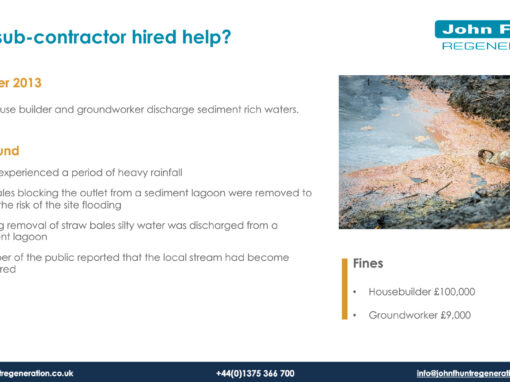 sub-contractor hired help?
John F
REGENE
er 2013
use builder and groundworker discharge sediment rich waters.
und
experienced a period of heavy rainfall
ales blocking the outlet from a sediment lagoon were removed to
the risk of the site flooding
g removal of straw bales silty water was discharged from a
nt lagoon
ber of the public reported that the local stream had become
red
Fines
• Housebuilder £100,000
• Groundworker £9,000
tregeneration.co.uk
+44(0)1375 366 700
info@johnfhuntregenerati